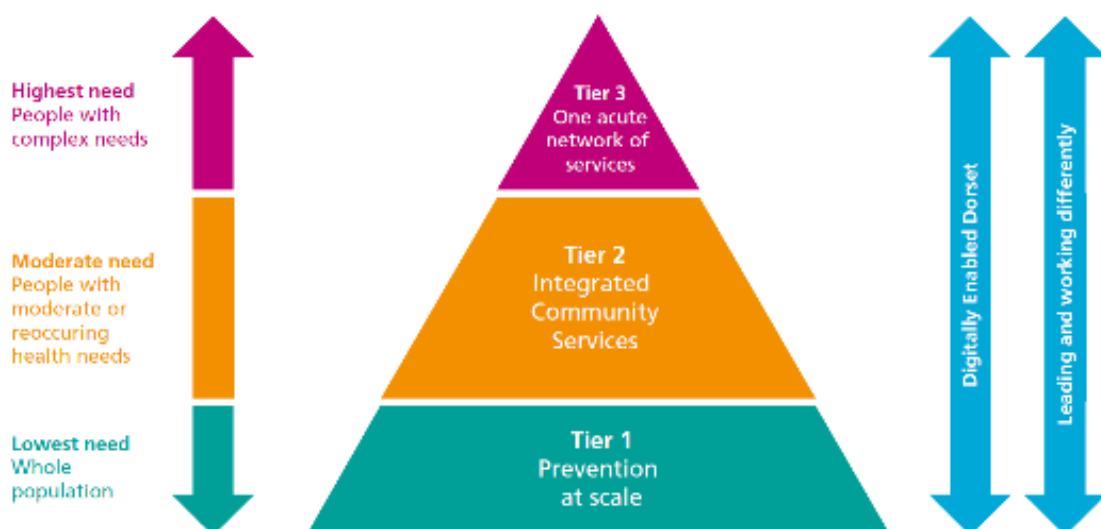 Highest need
People with
complex needs
Moderate need
People with
moderate or
reoccuring
health needs
Lowest need
Whole
population
Tier 3
One acute
network of
services
Tier 2
Integrated
Community
Services
Tier 1
Prevention
at scale
Digitally Enabled Dorset
Leading and working differently